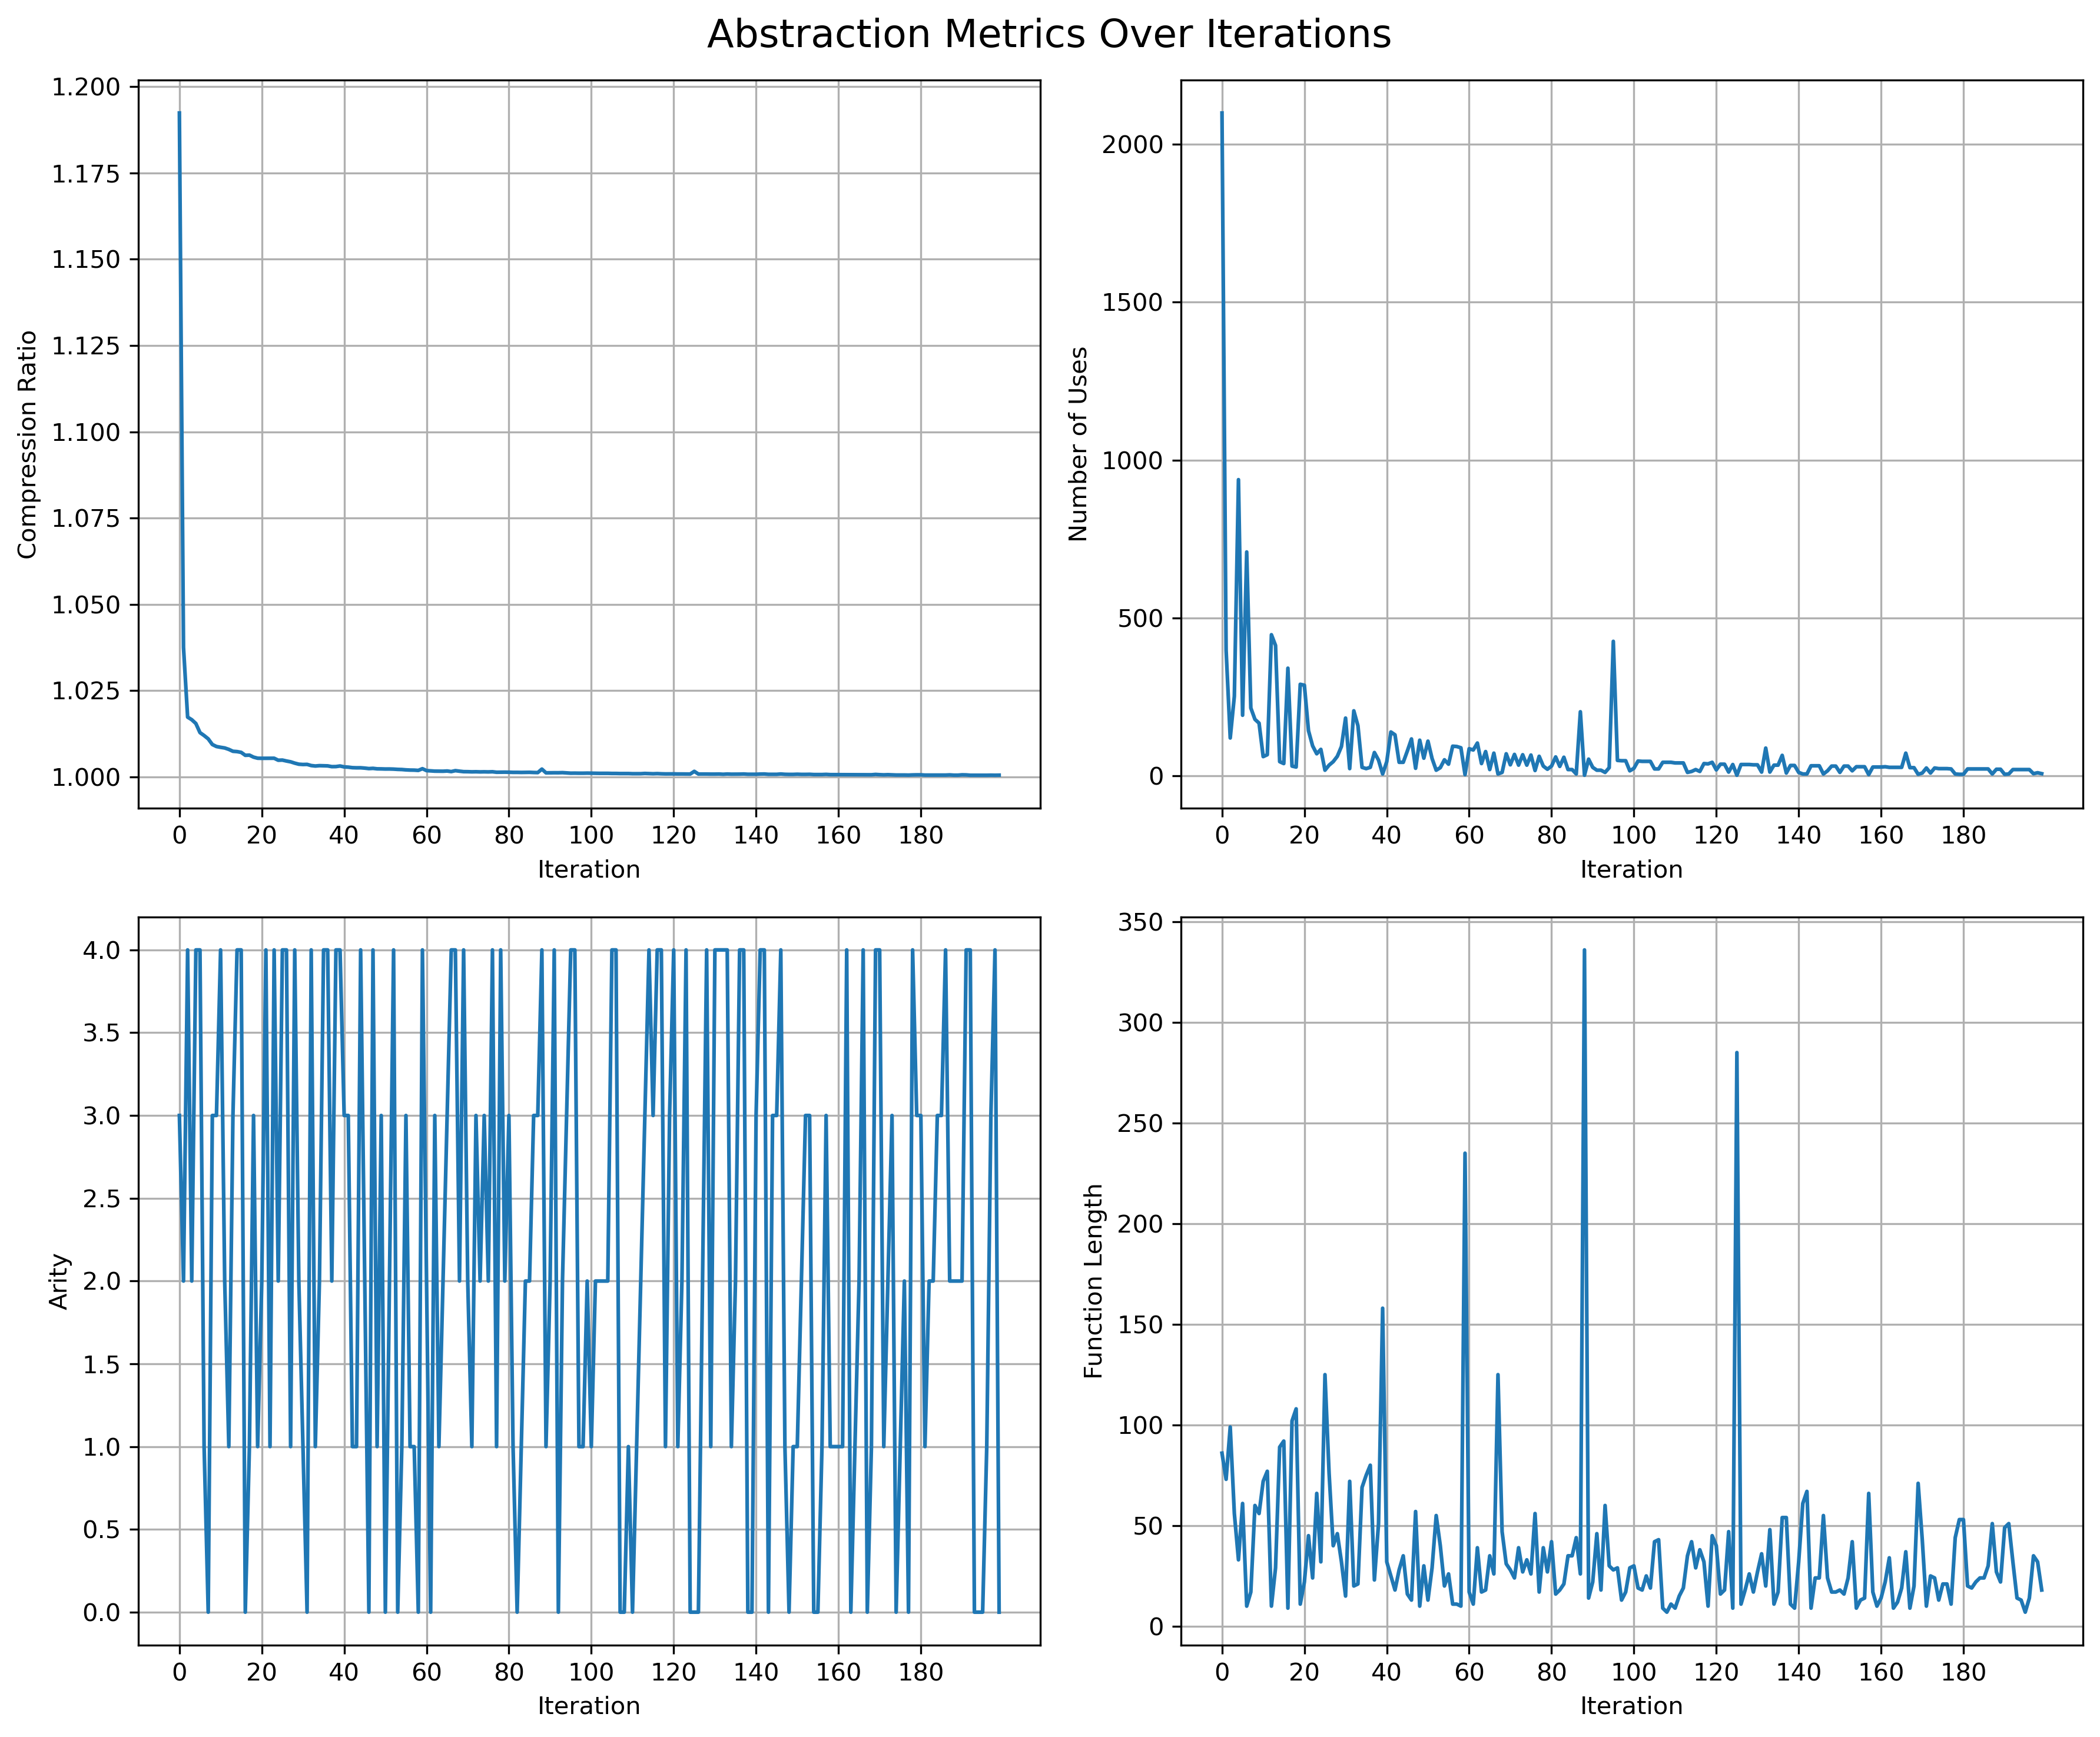 Abstraction Metrics Over Iterations
Compression Ratio
1.200
1.175
1.150
1.125
1.100
1.075
1.050
1.025
1.000
0 20 40 60 80 100 120 140 160 180
Iteration
Number of Uses
2000
1500
1000
500
0
0 20 40 60 80 100 120 140 160 180
Iteration
Arity
4.0
3.5
3.0
2.5
2.0
1.5
1.0
0.5
0.0
0 20 40 60 80 100 120 140 160 180
Iteration
Function Length
350
300
250
200
150
100
50
0
0 20 40 60 80 100 120 140 160 180
Iteration